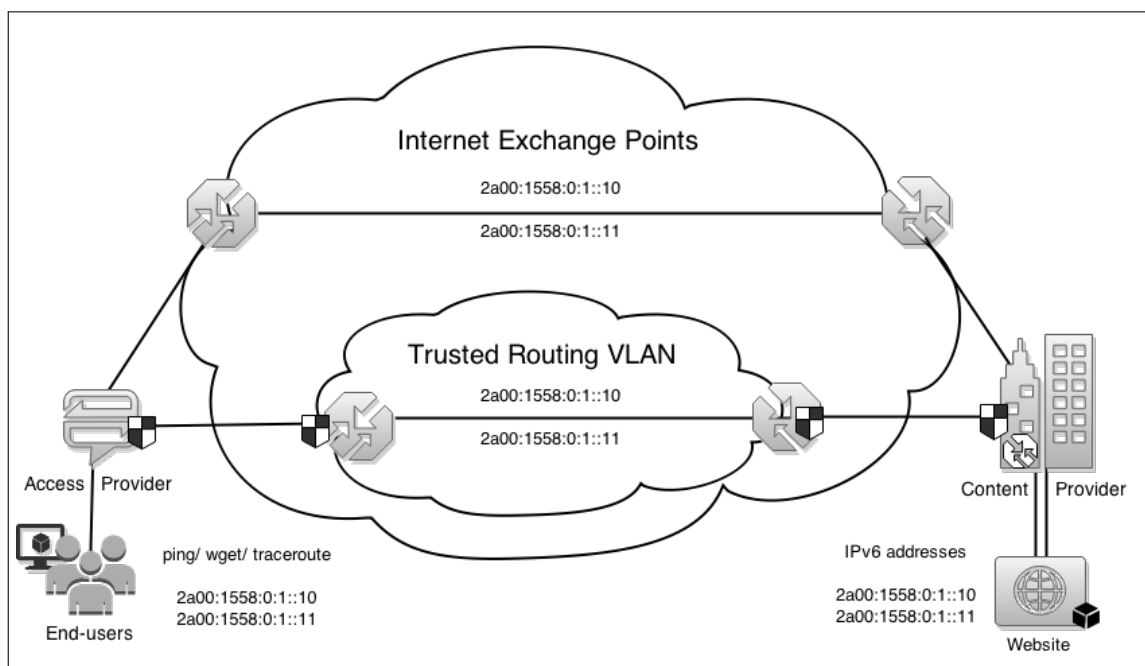 Internet Exchange Points
2a00:1558:0:1::10
2a00:1558:0:1::11
Trusted Routing VLAN
2a00:1558:0:1::10
2a00:1558:0:1::11
Access Provider
Content Provider
ping/ wget/ traceroute
2a00:1558:0:1::10
2a00:1558:0:1::11
End-users
IPv6 addresses
2a00:1558:0:1::10
2a00:1558:0:1::11
Website